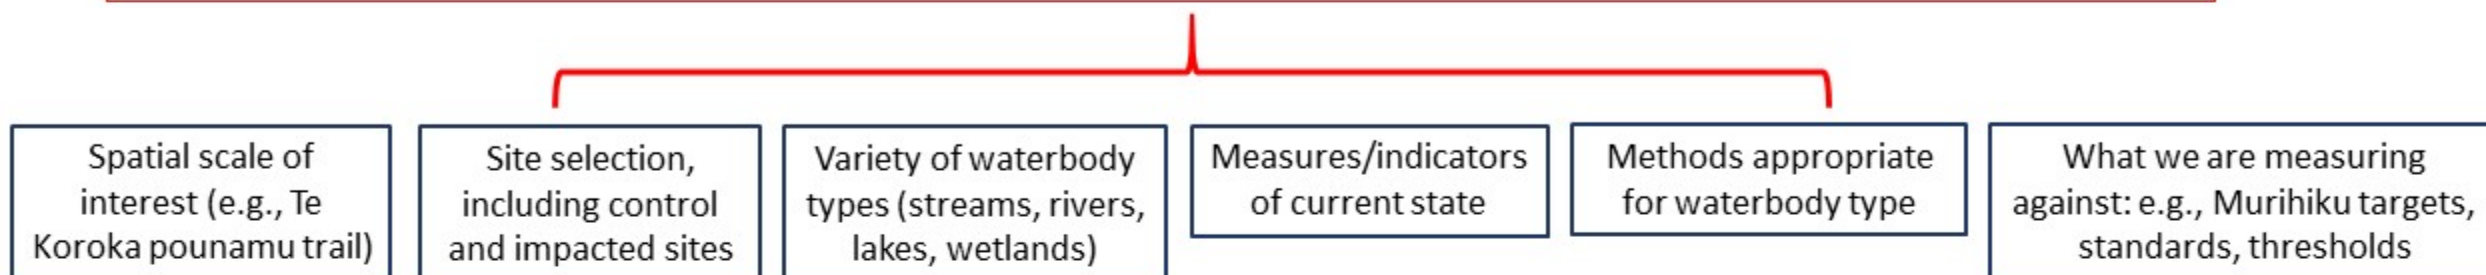 Spatial scale of
interest (e.g., Te
Koroka pounamu trail)
Site selection,
including control
and impacted sites
Variety of waterbody
types (streams, rivers,
lakes, wetlands)
Measures/indicators
of current state
Methods appropriate
for waterbody type
What we are measuring
against: e.g., Murihiku targets,
standards, thresholds